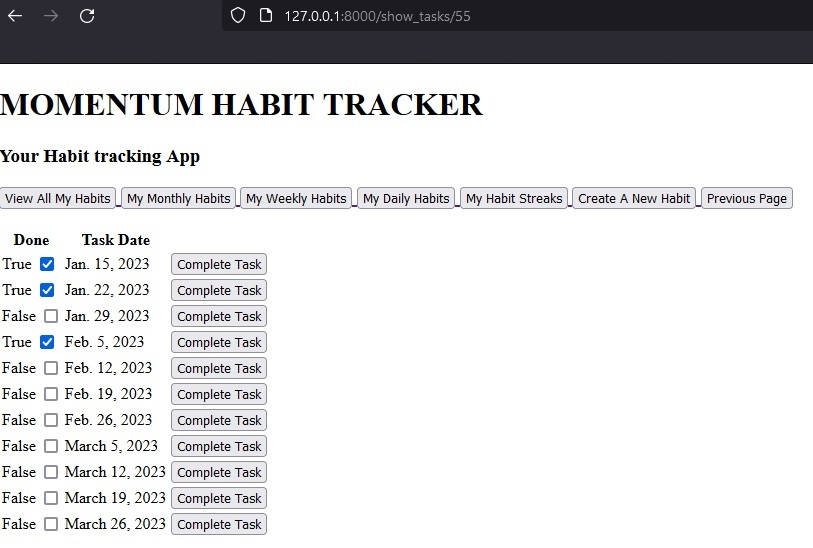 127.0.0.1:8000/show_tasks/55
MOMENTUM HABIT TRACKER
Your Habit tracking App
View All My Habits My Monthly Habits My Weekly Habits My Daily Habits My Habit Streaks Create A New Habit Previous Page
Done Task Date
True Jan. 15, 2023 Complete Task
True Jan. 22, 2023 Complete Task
False Jan. 29, 2023 Complete Task
True Feb. 5, 2023 Complete Task
False Feb. 12, 2023 Complete Task
False Feb. 19, 2023 Complete Task
False Feb. 26, 2023 Complete Task
False March 5, 2023 Complete Task
False March 12, 2023 Complete Task
False March 19, 2023 Complete Task
False March 26, 2023 Complete Task